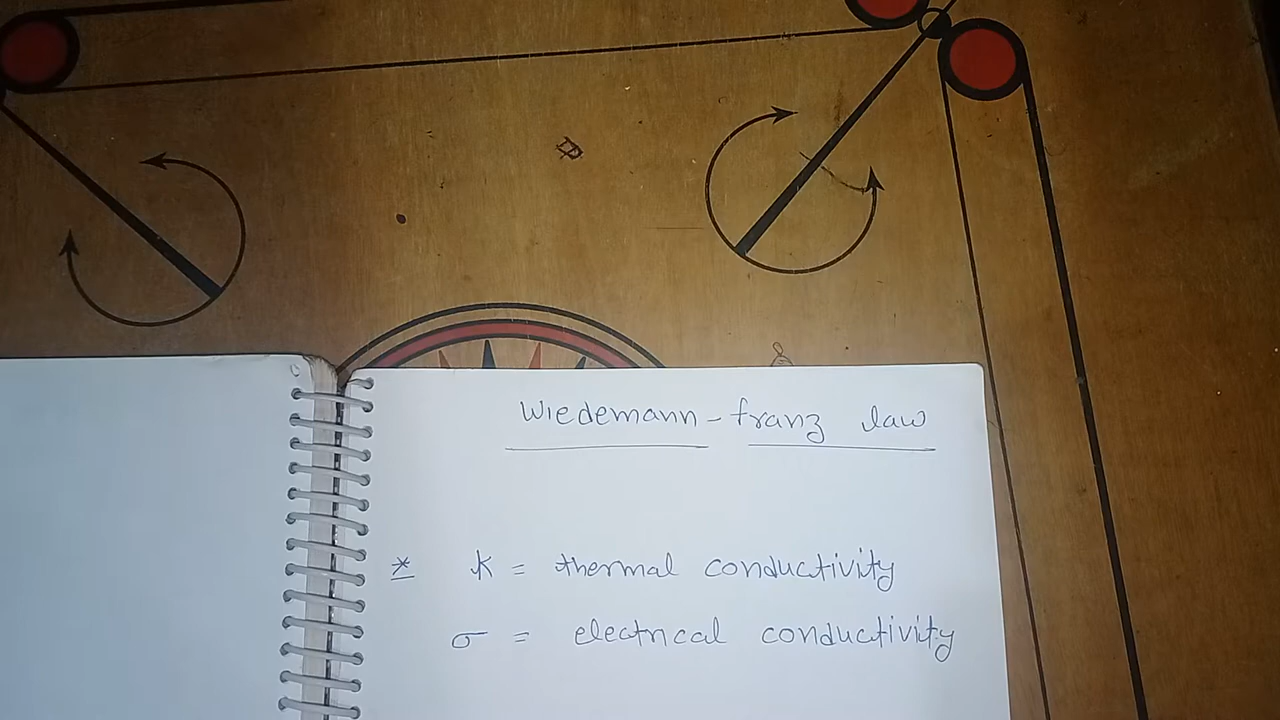 Wiedemann - franz law
* K = thermal conductivity
σ = electrical conductivity